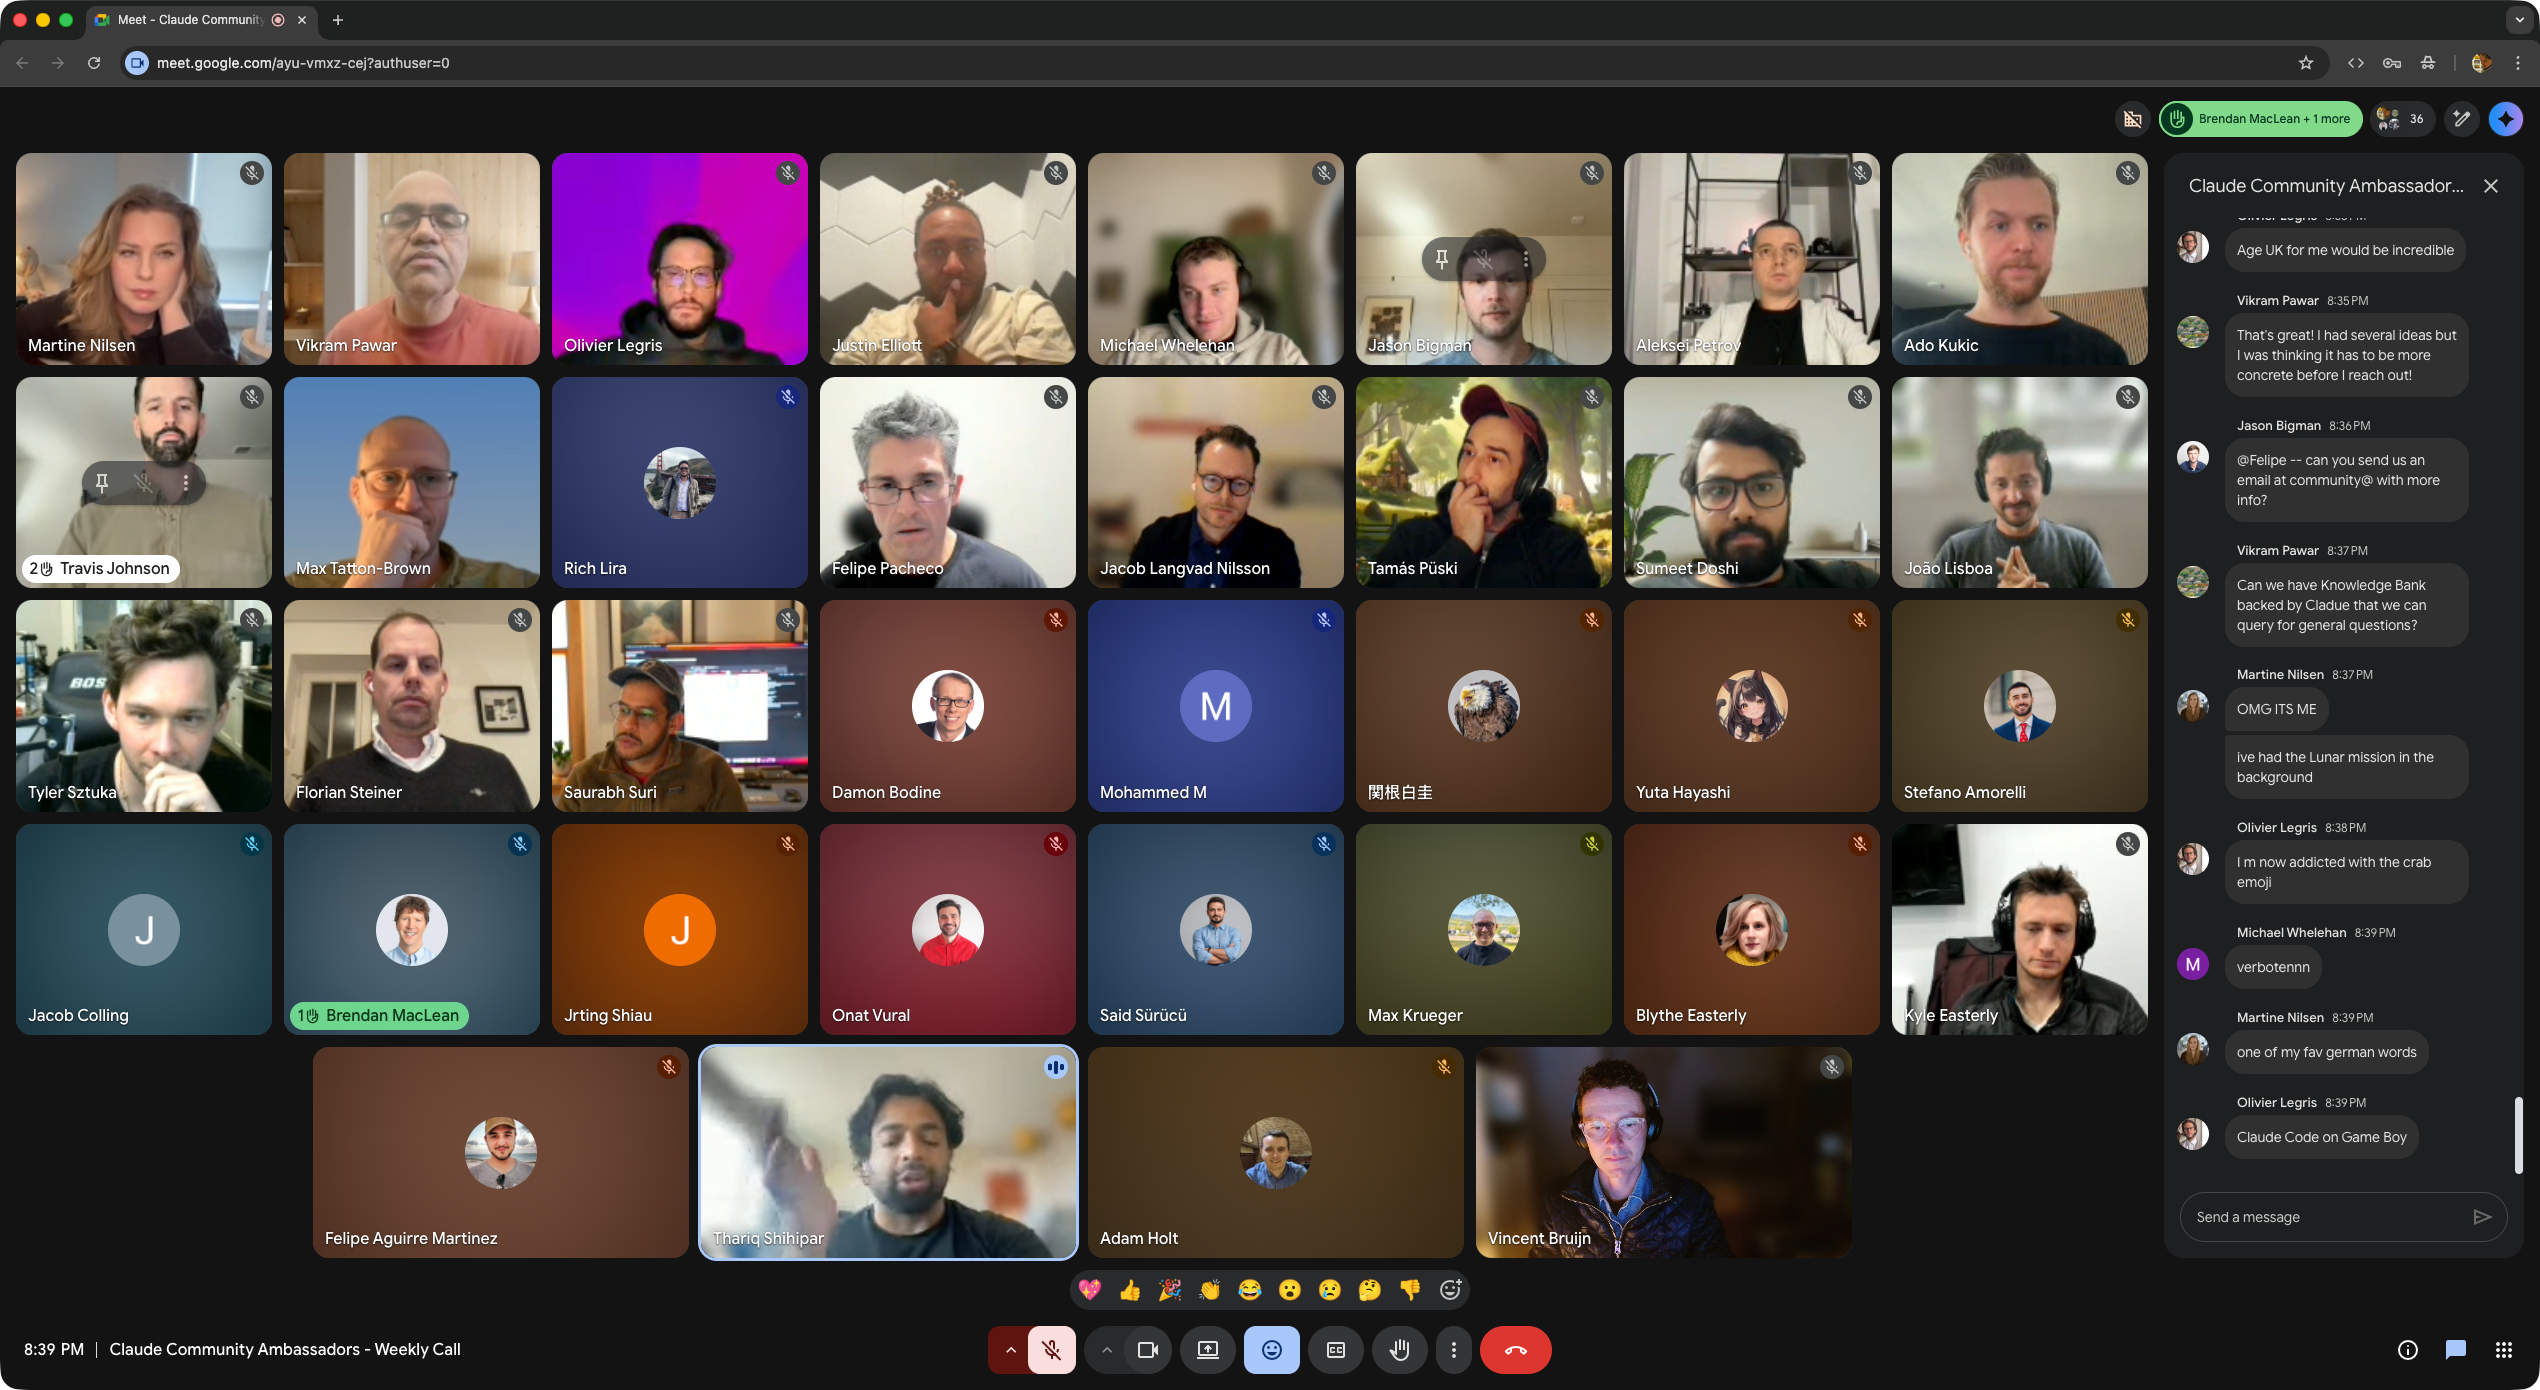 Meet - Claude Community
meet.google.com/ayu-vmxz-cej?authuser=0
Brendan MacLean + 1 more
36
Martine Nilsen
Vikram Pawar
Olivier Legris
Justin Elliott
Michael Whelehan
Jason Bigman
Aleksei Petrov
Ado Kukic
2 Travis Johnson
Max Tatton-Brown
Rich Lira
Felipe Pacheco
Jacob Langvad Nilsson
Tamás Püski
Sumeet Doshi
João Lisboa
BOS
Tyler Sztuka
Florian Steiner
Saurabh Suri
Damon Bodine
M
Mohammed M
関根白圭
Yuta Hayashi
Stefano Amorelli
J
Jacob Colling
1 Brendan MacLean
J
Jrting Shiau
Onat Vural
Said Sürücü
Max Krueger
Blythe Easterly
Kyle Easterly
Felipe Aguirre Martinez
Thariq Shihipar
Adam Holt
Vincent Bruijn
Claude Community Ambassador...
Olivier Legris
Age UK for me would be incredible
Vikram Pawar 8:35 PM
That's great! I had several ideas but
I was thinking it has to be more
concrete before I reach out!
Jason Bigman 8:36 PM
@Felipe -- can you send us an
email at community@ with more
info?
Vikram Pawar 8:37 PM
Can we have Knowledge Bank
backed by Cladue that we can
query for general questions?
Martine Nilsen 8:37 PM
OMG ITS ME
ive had the Lunar mission in the
background
Olivier Legris 8:38 PM
I m now addicted with the crab
emoji
Michael Whelehan 8:39 PM
M
verbotennn
Martine Nilsen 8:39 PM
one of my fav german words
Olivier Legris 8:39 PM
Claude Code on Game Boy
Send a message
8:39 PM | Claude Community Ambassadors - Weekly Call
CC